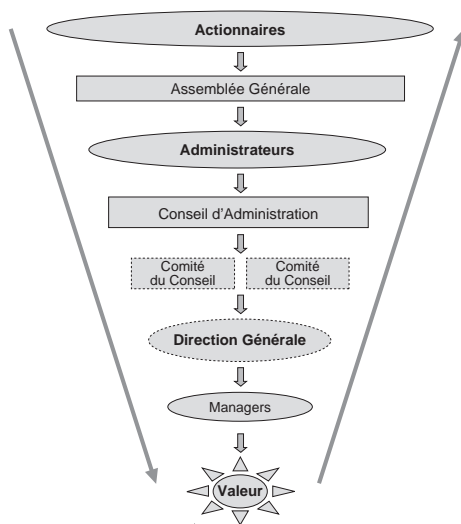 Actionnaires
Assemblée Générale
Administrateurs
Conseil d'Administration
Comité
du Conseil
Comité
du Conseil
Direction Générale
Managers
Valeur